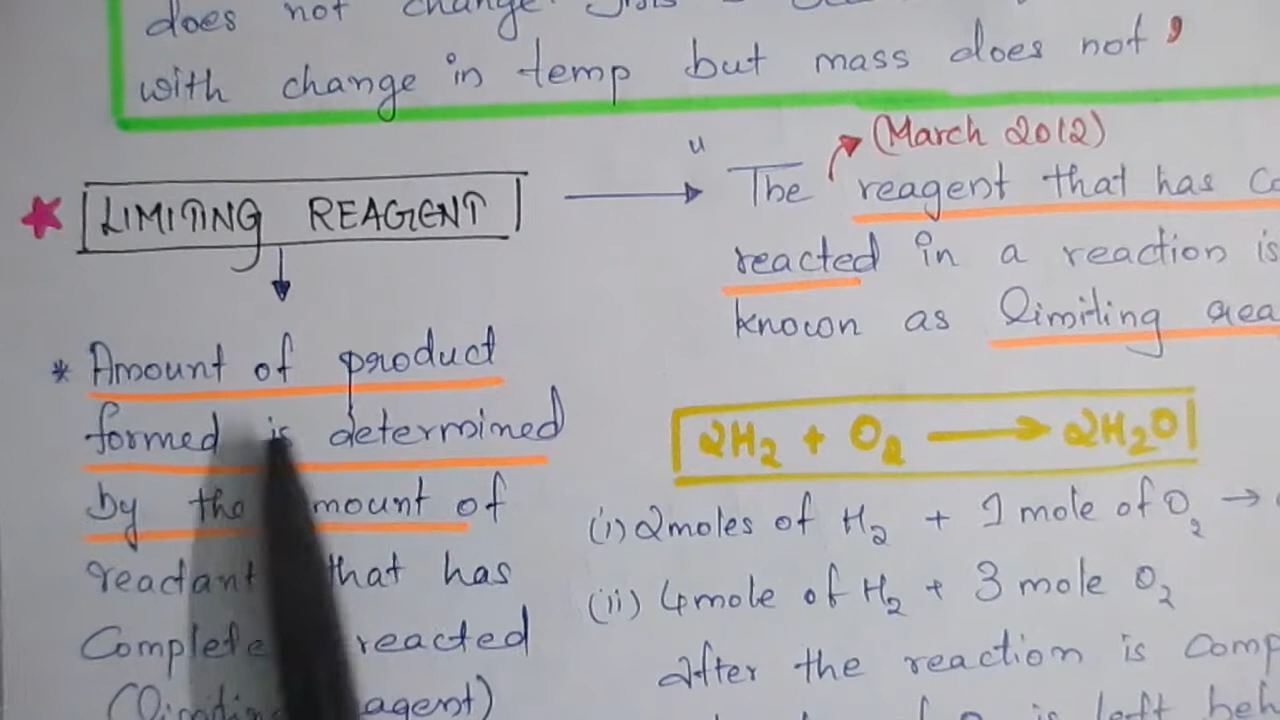 does not change.
with change in temp but mass does not ,
(March 2012)
LIMITING REAGENT
The reagent that has
reacted in a reaction is
known as limiting
* Amount of product
formed is determined
by the amount of
reactant that has
reacted
2H₂ + O₂ → 2H₂O
(i) 2moles of H₂ + 1 mole of O₂ →
(ii) 4mole of H₂ + 3 mole O₂
after the reaction is
is left